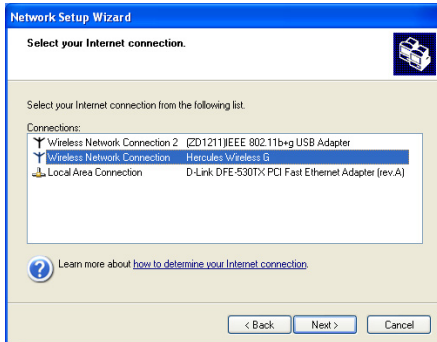 Network Setup Wizard
Select your Internet connection.
Select your Internet connection from the following list.
Connections:
Wireless Network Connection 2 (ZD1211)IEEE 802.11b+g USB Adapter
Wireless Network Connection Hercules Wireless G
Local Area Connection D-Link DFE-530TX PCI Fast Ethernet Adapter (rev.A)
Learn more about how to determine your Internet connection.
< Back Next > Cancel